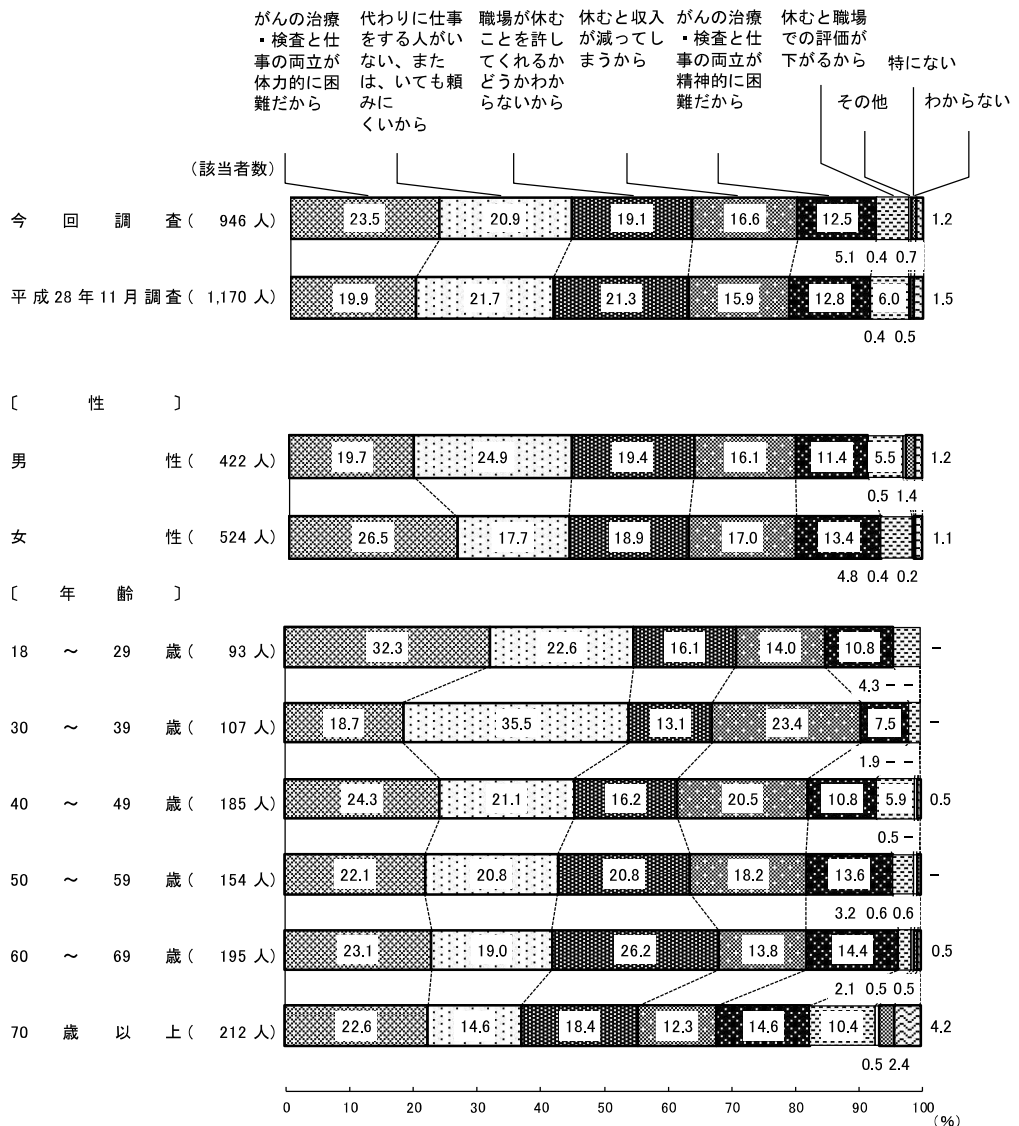 がんの治療
・検査と仕
事の両立が
体力的に困
難だから
代わりに仕事
をする人がい
ない、また
は、いても頼
みに
くいから
職場が休む
ことを許し
てくれるか
どうかわか
らないから
休むと収入
が減ってし
まうから
がんの治療
・検査と仕
事の両立が
精神的に困
難だから
休むと職場
での評価が
下がるから
その他
特にない
わからない
(該当者数)
今回調査( 946 人) 23.5 20.9 19.1 16.6 12.5 1.2
5.1 0.4 0.7
平成28年11月調査( 1,170 人) 19.9 21.7 21.3 15.9 12.8 6.0 1.5
0.4 0.5
〔 性 〕
男性( 422 人) 19.7 24.9 19.4 16.1 11.4 5.5 1.2
0.5 1.4
女性( 524 人) 26.5 17.7 18.9 17.0 13.4 1.1
4.8 0.4 0.2
〔 年 齢 〕
18 ~ 29 歳( 93 人) 32.3 22.6 16.1 14.0 10.8 -
4.3 - -
30 ~ 39 歳( 107 人) 18.7 35.5 13.1 23.4 7.5 -
1.9 - -
40 ~ 49 歳( 185 人) 24.3 21.1 16.2 20.5 10.8 5.9 0.5
0.5 -
50 ~ 59 歳( 154 人) 22.1 20.8 20.8 18.2 13.6 -
3.2 0.6 0.6
60 ~ 69 歳( 195 人) 23.1 19.0 26.2 13.8 14.4 0.5
2.1 0.5 0.5
70 歳以上( 212 人) 22.6 14.6 18.4 12.3 14.6 10.4 4.2
0.5 2.4
0 10 20 30 40 50 60 70 80 90 100
(%)